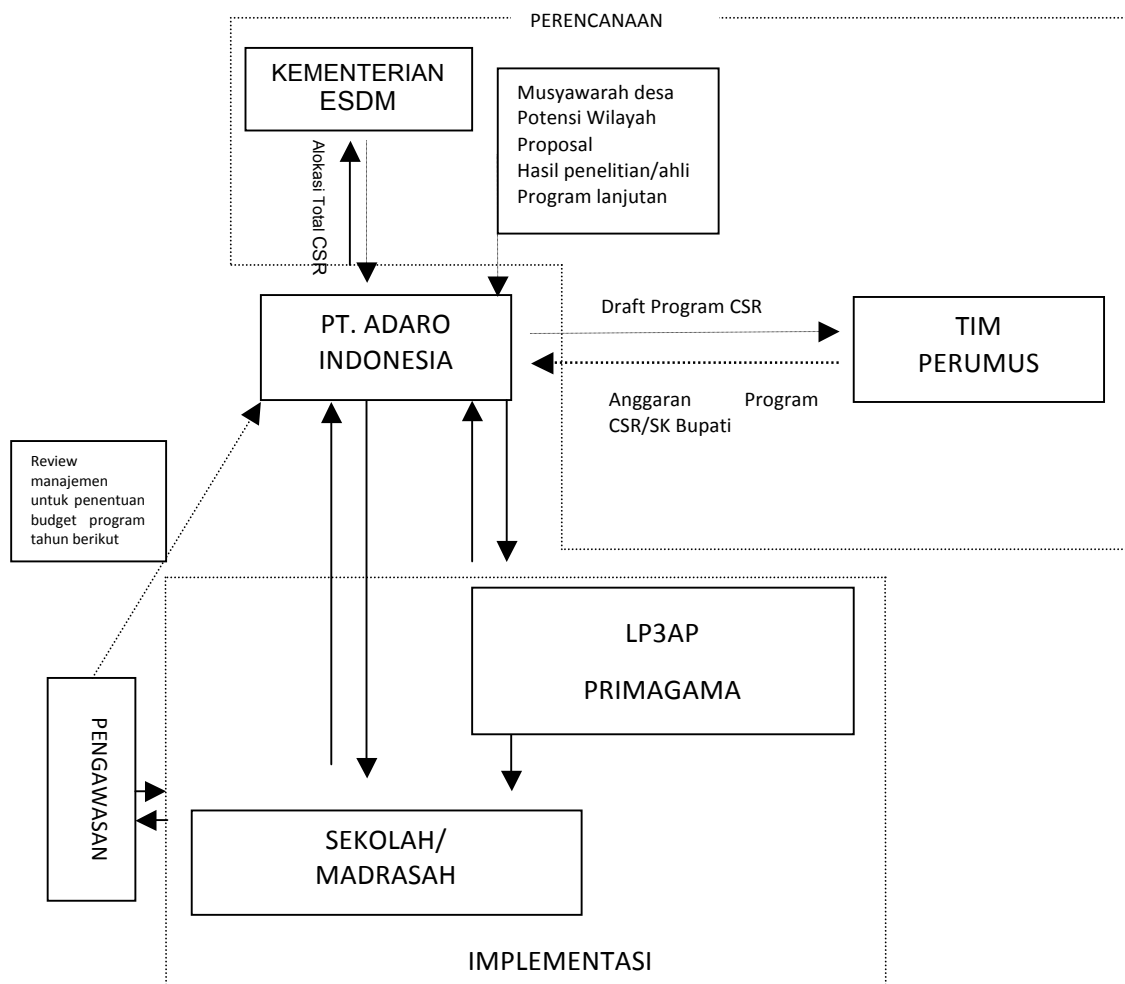 PERENCANAAN
KEMENTERIAN
ESDM
Musyawarah desa
Potensi Wilayah
Proposal
Hasil penelitian/ahli
Program lanjutan
Alokasi Total CSR
PT. ADARO
INDONESIA
Draft Program CSR
TIM
PERUMUS
Anggaran Program
CSR/SK Bupati
Review
manajemen
untuk penentuan
budget program
tahun berikut
LP3AP
PRIMAGAMA
PENGAWASAN
SEKOLAH/
MADRASAH
IMPLEMENTASI